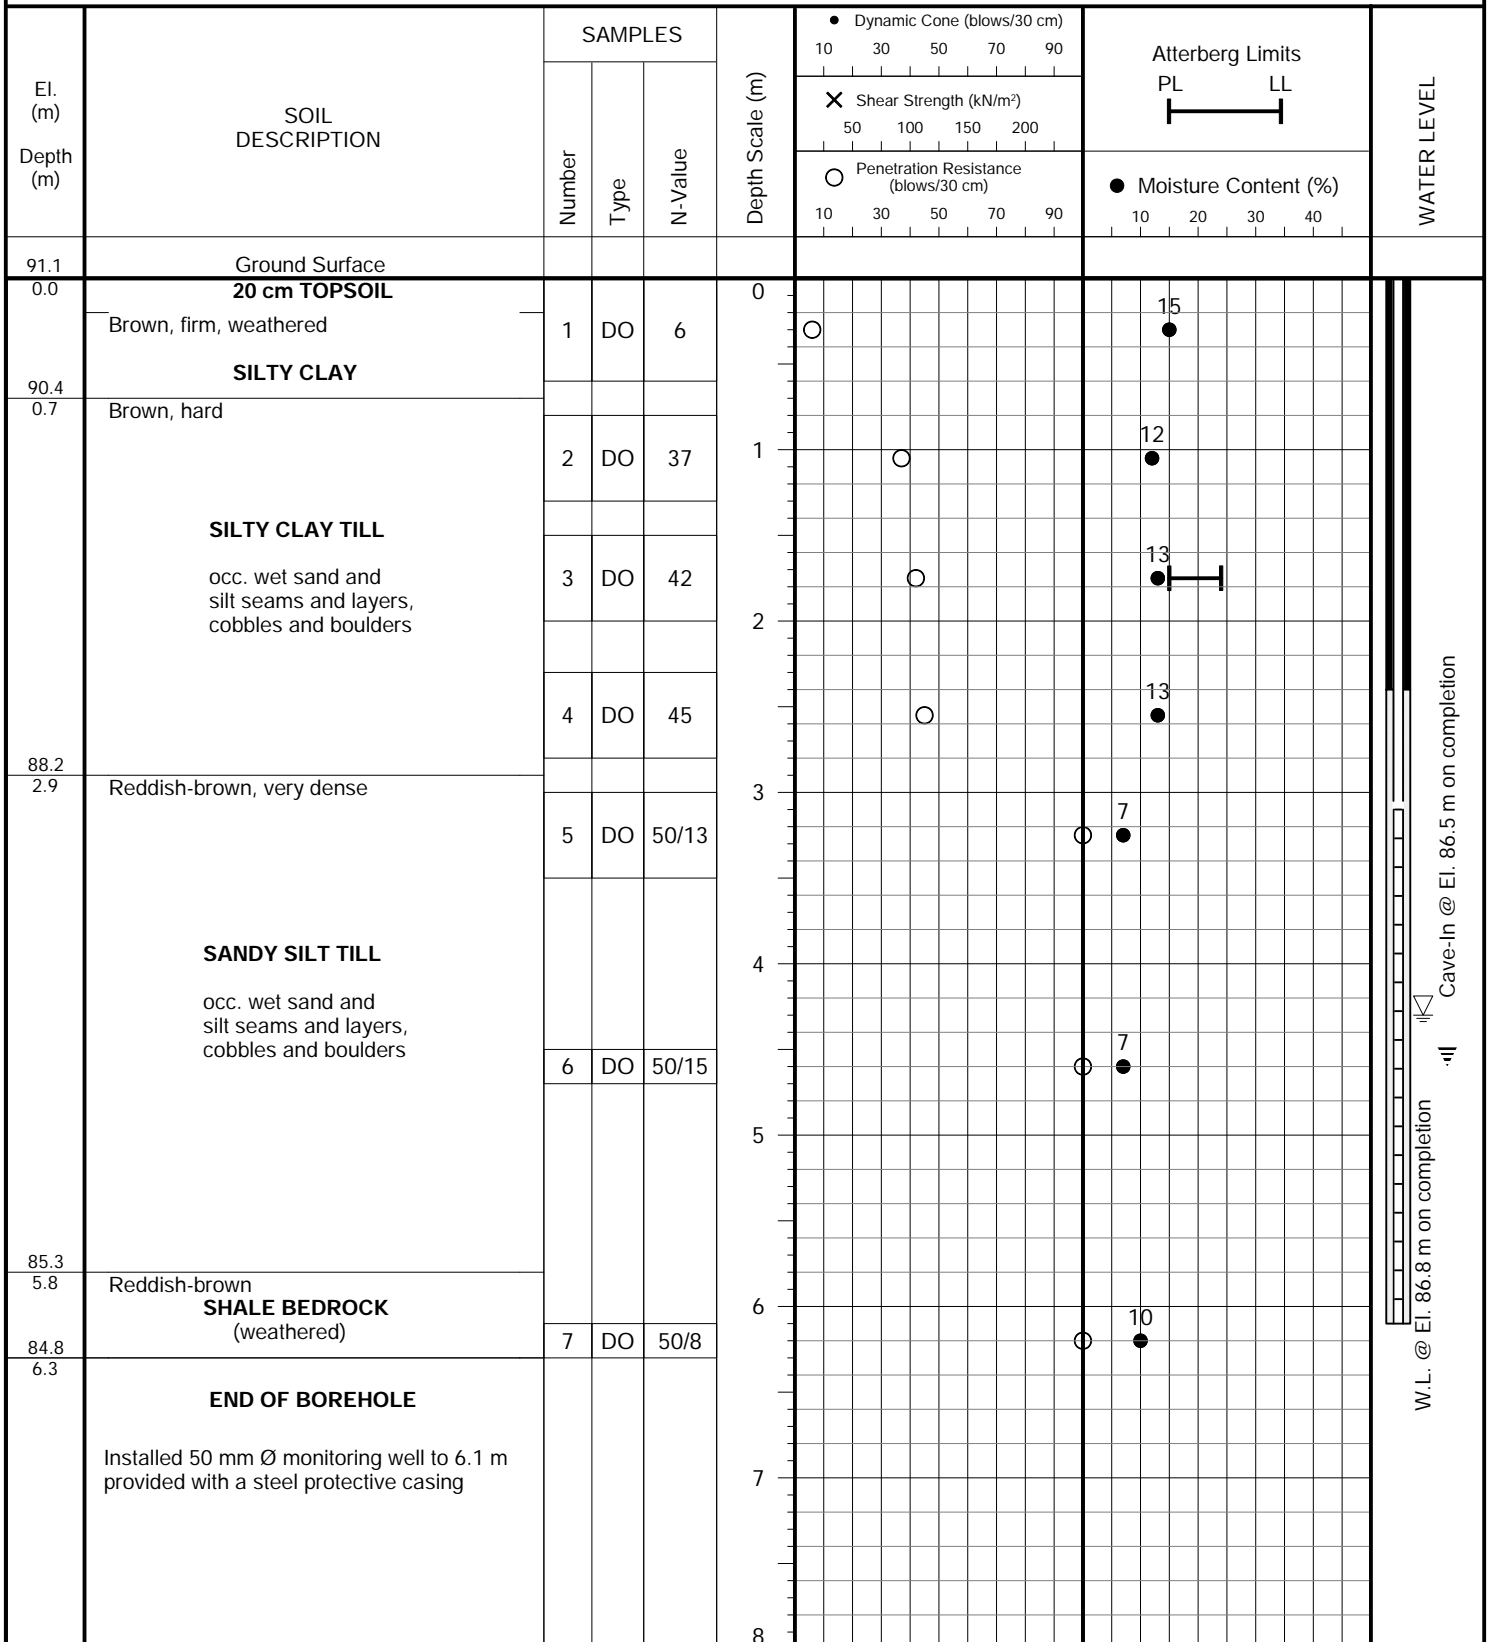 El.
(m)
Depth
(m)
SOIL
DESCRIPTION
SAMPLES
Number
Type
N-Value
Depth Scale (m)
Dynamic Cone (blows/30 cm)
10 30 50 70 90
Shear Strength (kN/m²)
50 100 150 200
Penetration Resistance
(blows/30 cm)
10 30 50 70 90
Atterberg Limits
PL LL
Moisture Content (%)
10 20 30 40
WATER LEVEL
91.1 Ground Surface
0.0 20 cm TOPSOIL 0
15
Brown, firm, weathered
1 DO 6
SILTY CLAY
90.4
0.7 Brown, hard
12
2 DO 37 1
SILTY CLAY TILL
13
occ. wet sand and
silt seams and layers,
cobbles and boulders
3 DO 42
2
13
4 DO 45
88.2
2.9 Reddish-brown, very dense 3
7
5 DO 50/13
SANDY SILT TILL
4
occ. wet sand and
silt seams and layers,
cobbles and boulders
7
6 DO 50/15
5
85.3
5.8 Reddish-brown
SHALE BEDROCK 6
(weathered)
10
84.8 7 DO 50/8
6.3
END OF BOREHOLE
Installed 50 mm Ø monitoring well to 6.1 m
provided with a steel protective casing
7
8
W.L. @ El. 86.8 m on completion
Cave-In @ El. 86.5 m on completion